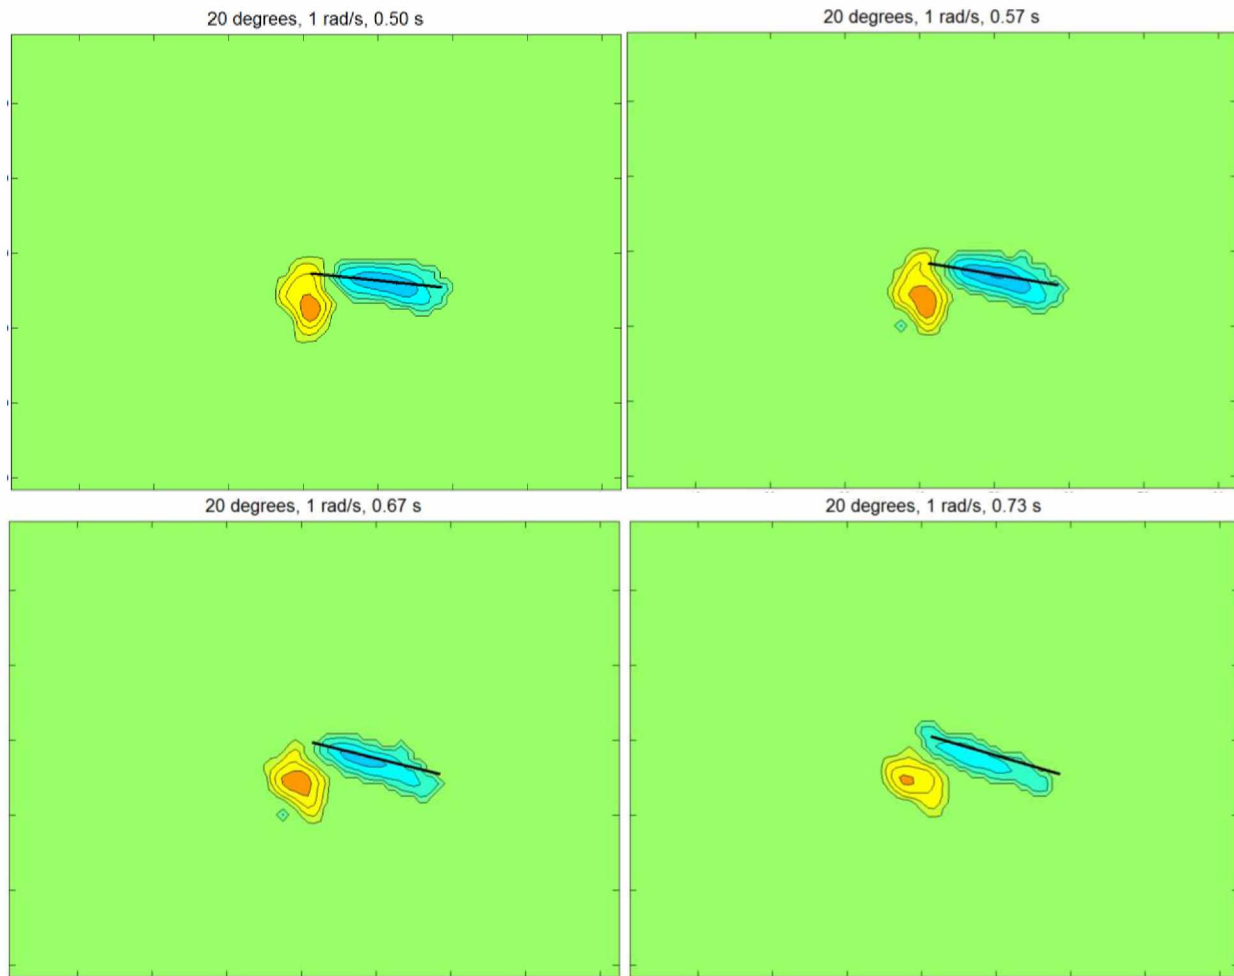 20 degrees, 1 rad/s, 0.50 s
20 degrees, 1 rad/s, 0.57 s
20 degrees, 1 rad/s, 0.67 s
20 degrees, 1 rad/s, 0.73 s